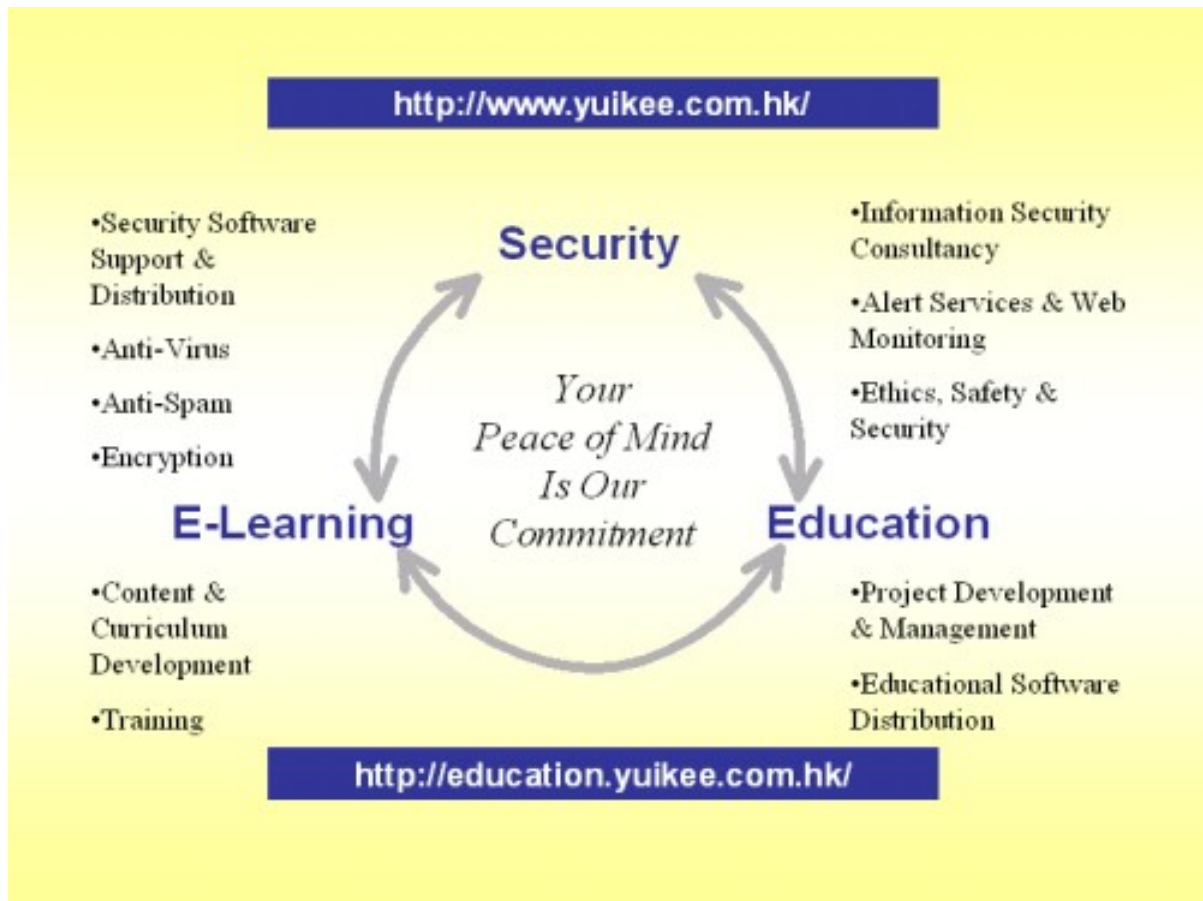 http://www.yuikee.com.hk/
•Security Software
Support &
Distribution
•Anti-Virus
•Anti-Spam
•Encryption
Security
•Information Security
Consultancy
•Alert Services & Web
Monitoring
•Ethics, Safety &
Security
Your
Peace of Mind
Is Our
Commitment
E-Learning
Education
•Content &
Curriculum
Development
•Training
•Project Development
& Management
•Educational Software
Distribution
http://education.yuikee.com.hk/